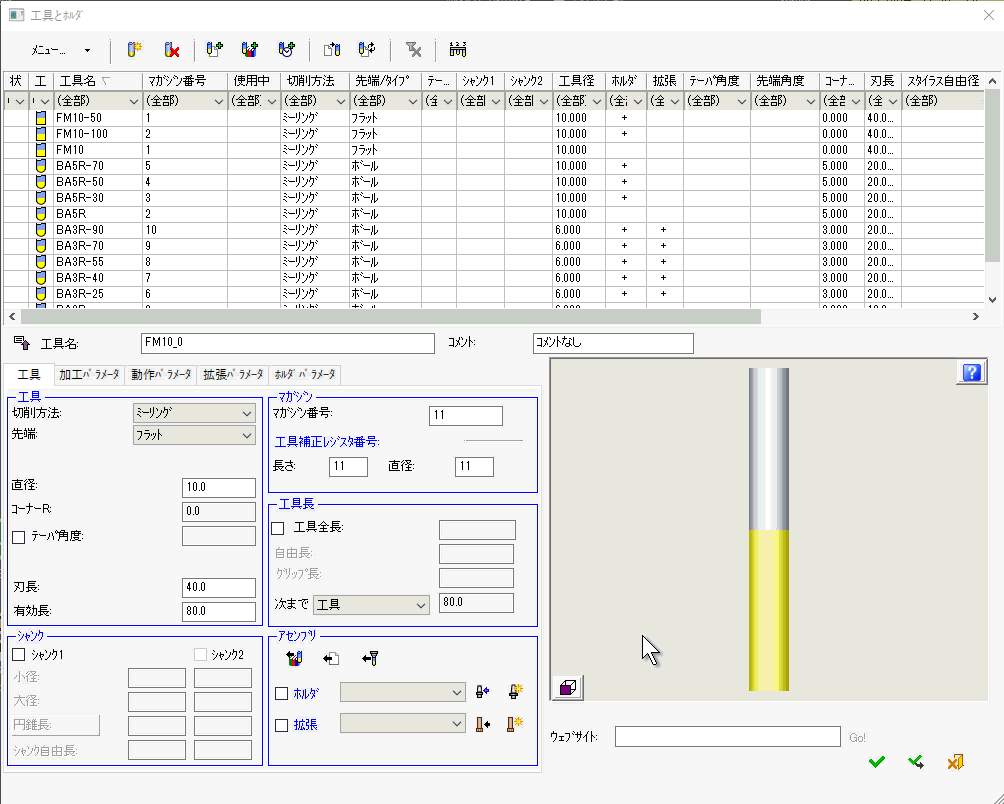 工具とﾎﾙﾀﾞ
ﾒﾆｭｰ...
状 工 工具名 ﾏｶﾞｼﾞﾝ番号 使用中 切削方法 先端/ﾀｲﾌﾟ ﾃｰ... ｼｬﾝｸ1 ｼｬﾝｸ2 工具径 ﾎﾙﾀﾞ 拡張 ﾃｰﾊﾟ角度 先端角度 ｺｰﾅ... 刃長 ｽﾀｲﾗｽ自由径
(全部) (全部) (全部) (全部) (全部) (全部) (全部) (全部) (全部) (全部) (全部)
FM10-50 1 ﾐｰﾘﾝｸﾞ ﾌﾗｯﾄ 10.000 + 0.000 40.0...
FM10-100 2 ﾐｰﾘﾝｸﾞ ﾌﾗｯﾄ 10.000 + 0.000 40.0...
FM10 1 ﾐｰﾘﾝｸﾞ ﾌﾗｯﾄ 10.000 0.000 40.0...
BA5R-70 5 ﾐｰﾘﾝｸﾞ ﾎﾞｰﾙ 10.000 + 5.000 20.0...
BA5R-50 4 ﾐｰﾘﾝｸﾞ ﾎﾞｰﾙ 10.000 + 5.000 20.0...
BA5R-30 3 ﾐｰﾘﾝｸﾞ ﾎﾞｰﾙ 10.000 + 5.000 20.0...
BA5R 2 ﾐｰﾘﾝｸﾞ ﾎﾞｰﾙ 10.000 5.000 20.0...
BA3R-90 10 ﾐｰﾘﾝｸﾞ ﾎﾞｰﾙ 6.000 + + 3.000 20.0...
BA3R-70 9 ﾐｰﾘﾝｸﾞ ﾎﾞｰﾙ 6.000 + + 3.000 20.0...
BA3R-55 8 ﾐｰﾘﾝｸﾞ ﾎﾞｰﾙ 6.000 + + 3.000 20.0...
BA3R-40 7 ﾐｰﾘﾝｸﾞ ﾎﾞｰﾙ 6.000 + + 3.000 20.0...
BA3R-25 6 ﾐｰﾘﾝｸﾞ ﾎﾞｰﾙ 6.000 + + 3.000 20.0...
工具名: FM10_0 ｺﾒﾝﾄ: ｺﾒﾝﾄなし
工具 加工ﾊﾟﾗﾒｰﾀ 動作ﾊﾟﾗﾒｰﾀ 拡張ﾊﾟﾗﾒｰﾀ ﾎﾙﾀﾞﾊﾟﾗﾒｰﾀ
工具
切削方法: ﾐｰﾘﾝｸﾞ
先端: ﾌﾗｯﾄ
直径: 10.0
ｺｰﾅｰR: 0.0
ﾃｰﾊﾟ角度:
刃長: 40.0
有効長: 80.0
ｼｬﾝｸ
ｼｬﾝｸ1 ｼｬﾝｸ2
小径:
大径:
円錐長:
ｼｬﾝｸ自由長:
ﾏｶﾞｼﾞﾝ
ﾏｶﾞｼﾞﾝ番号: 11
工具補正ﾚｼﾞｽﾀ番号:
長さ: 11 直径: 11
工具長
工具全長:
自由長:
ｸﾞﾘｯﾌﾟ長:
次まで 工具 80.0
ｱｾﾝﾌﾞﾘ
ﾎﾙﾀﾞ
拡張
ｳｪﾌﾞｻｲﾄ: Go!